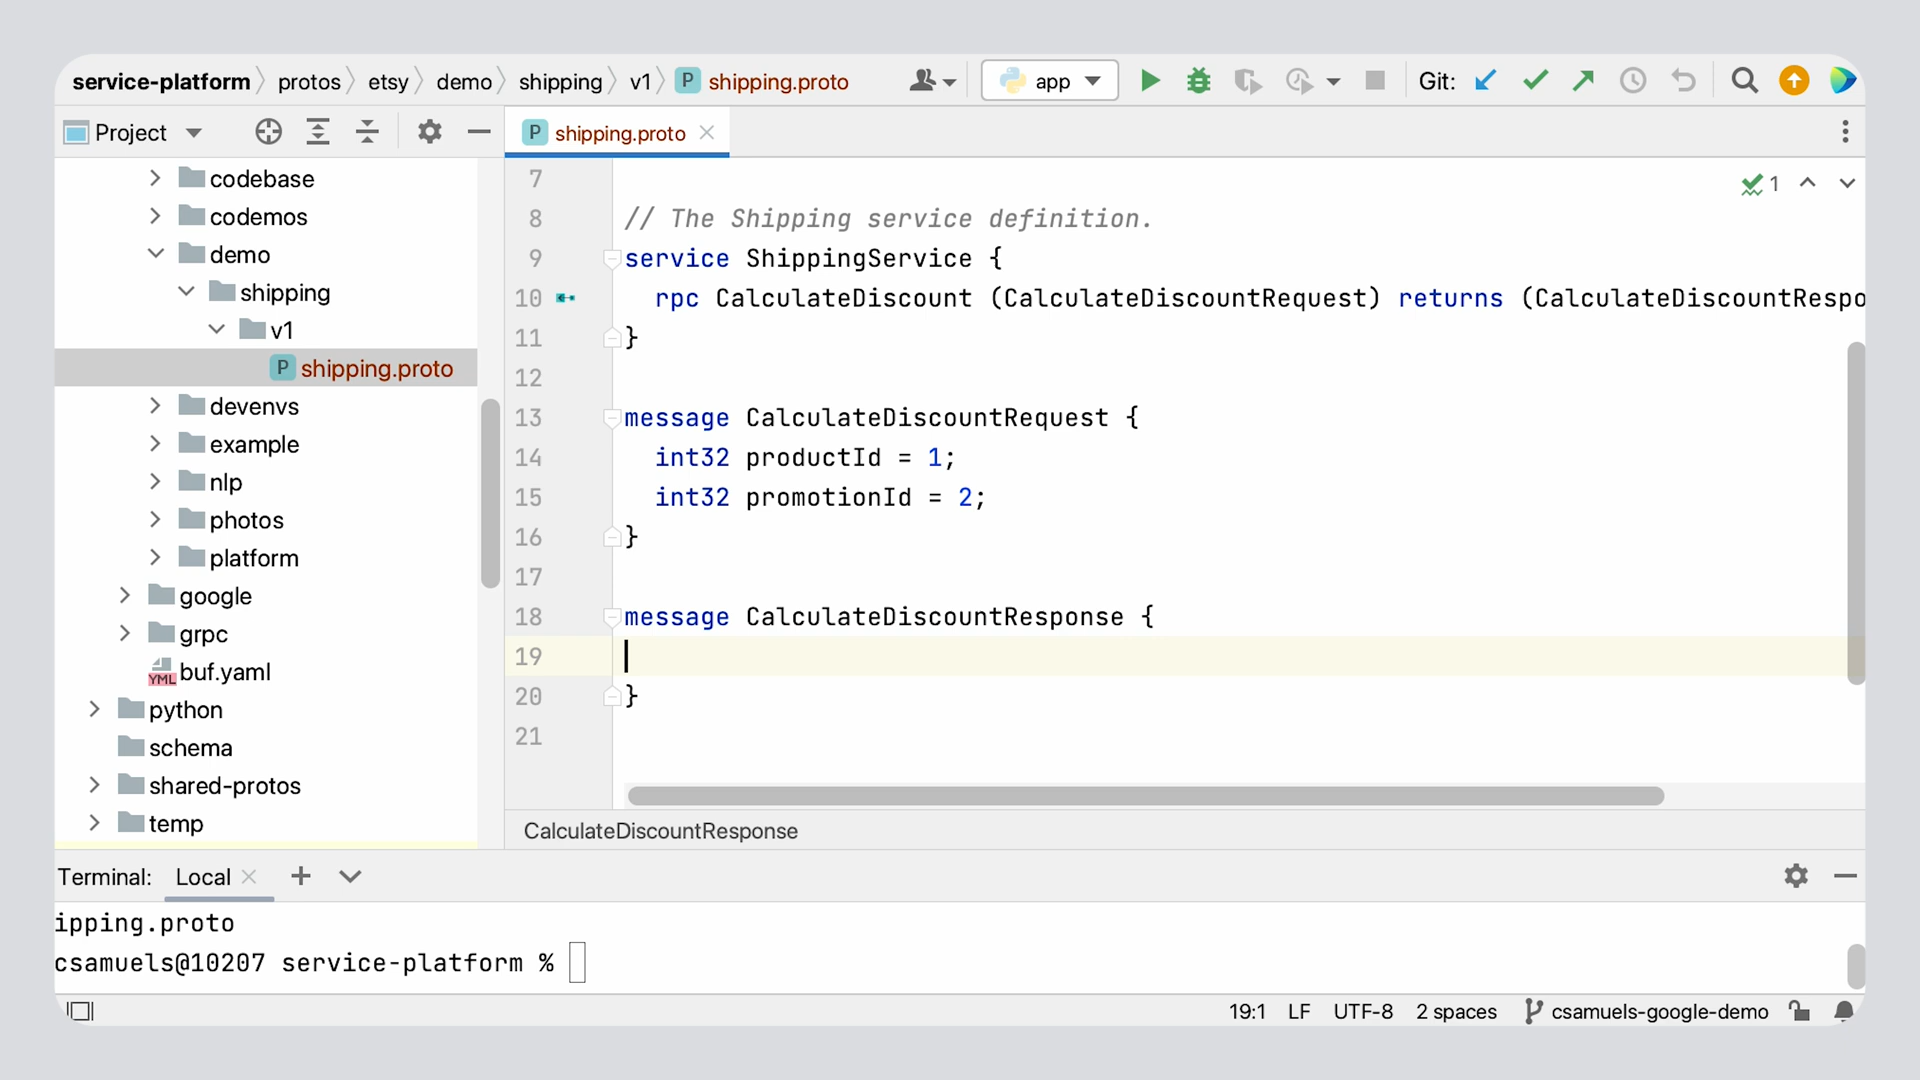 service-platform protos etsy demo shipping v1 P shipping.proto app Git:
Project
P shipping.proto
codebase
codemos
demo
shipping
v1
P shipping.proto
devenvs
example
nlp
photos
platform
google
grpc
YML buf.yaml
python
schema
shared-protos
temp
1
7
8 // The Shipping service definition.
9 service ShippingService {
10 rpc CalculateDiscount (CalculateDiscountRequest) returns (CalculateDiscountRespo
11 }
12
13 message CalculateDiscountRequest {
14 int32 productId = 1;
15 int32 promotionId = 2;
16 }
17
18 message CalculateDiscountResponse {
19
20 }
21
CalculateDiscountResponse
Terminal: Local
ipping.proto
csamuels@10207 service-platform %
19:1 LF UTF-8 2 spaces csamuels-google-demo